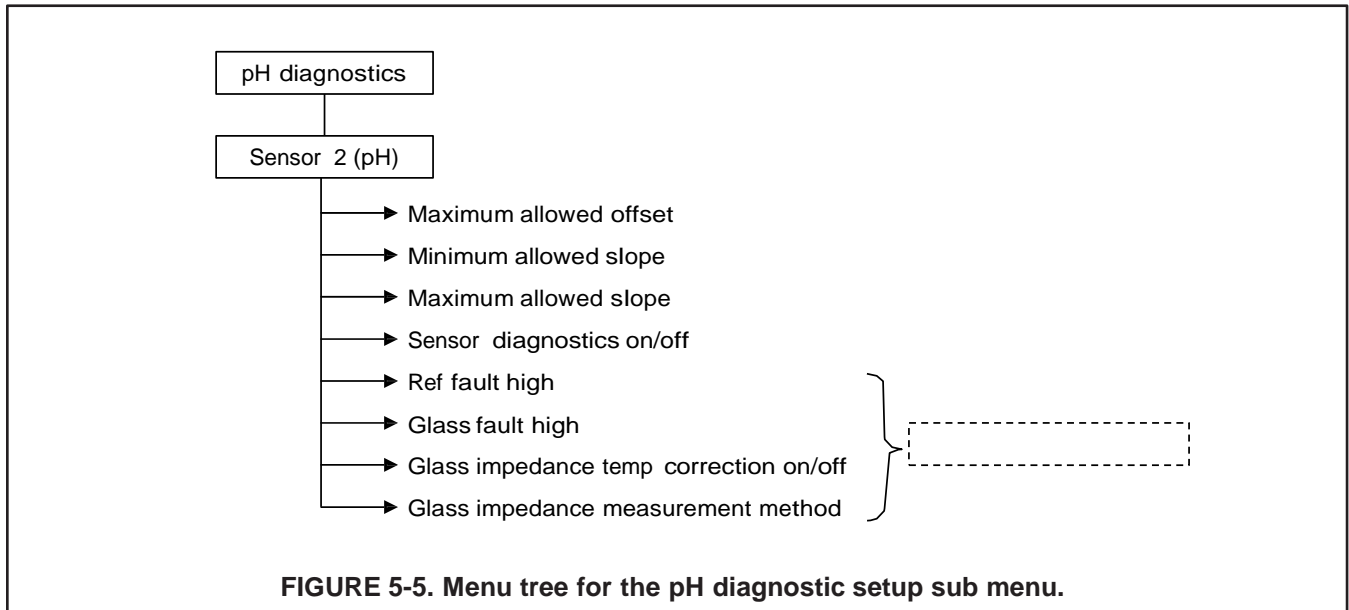 pH diagnostics
Sensor 2 (pH)
Maximum allowed offset
Minimum allowed slope
Maximum allowed slope
Sensor diagnostics on/off
Ref fault high
Glass fault high
Glass impedance temp correction on/off
Glass impedance measurement method
FIGURE 5-5. Menu tree for the pH diagnostic setup sub menu.